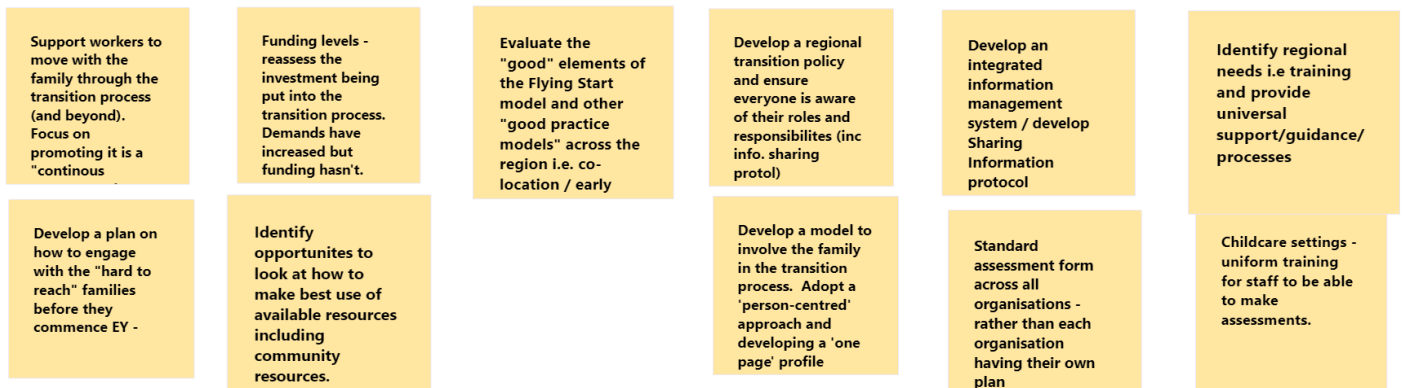 Support workers to
move with the
family through the
transition process
(and beyond).
Focus on
promoting it is a
"continous
Funding levels -
reassess the
investment being
put into the
transition process.
Demands have
increased but
funding hasn't.
Evaluate the
"good" elements of
the Flying Start
model and other
"good practice
models" across the
region i.e. co-
location / early
Develop a regional
transition policy
and ensure
everyone is aware
of their roles and
responsibilites (inc
info. sharing
protol)
Develop an
integrated
information
management
system / develop
Sharing
Information
protocol
Identify regional
needs i.e training
and provide
universal
support/guidance/
processes
Develop a plan on
how to engage
with the "hard to
reach" families
before they
commence EY -
Identify
opportunites to
look at how to
make best use of
available resources
including
community
resources.
Develop a model to
involve the family
in the transition
process. Adopt a
'person-centred'
approach and
developing a 'one
page' profile
Standard
assessment form
across all
organisations -
rather than each
organisation
having their own
plan
Childcare settings -
uniform training
for staff to be able
to make
assessments.